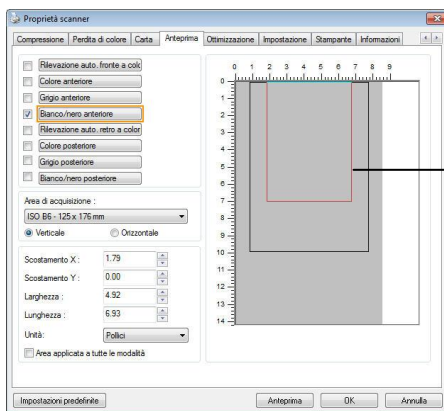 Proprietà scanner
Compressione Perdita di colore Carta Anteprima Ottimizzazione Impostazione Stampante Informazioni
Rilevazione auto. fronte a colc
Colore anteriore
Grigio anteriore
Bianco/nero anteriore
Rilevazione auto. retro a color
Colore posteriore
Grigio posteriore
Bianco/nero posteriore
Area di acquisizione :
ISO B6 - 125 x 176 mm
Verticale Orizzontale
Scostamento X : 1.79
Scostamento Y : 0.00
Larghezza : 4.92
Lunghezza : 6.93
Unità: Pollici
Area applicata a tutte le modalità
0 1 2 3 4 5 6 7 8 9
0
1
2
3
4
5
6
7
8
9
10
11
12
13
14
Impostazioni predefinite Anteprima OK Annulla